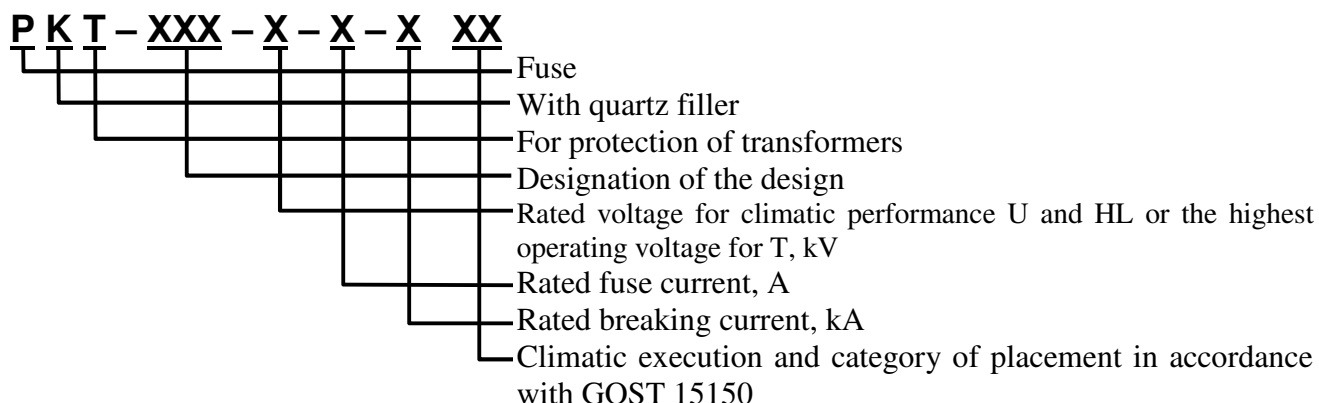 P K T – XXX – X – X – X XX
Fuse
With quartz filler
For protection of transformers
Designation of the design
Rated voltage for climatic performance U and HL or the highest
operating voltage for T, kV
Rated fuse current, A
Rated breaking current, kA
Climatic execution and category of placement in accordance
with GOST 15150